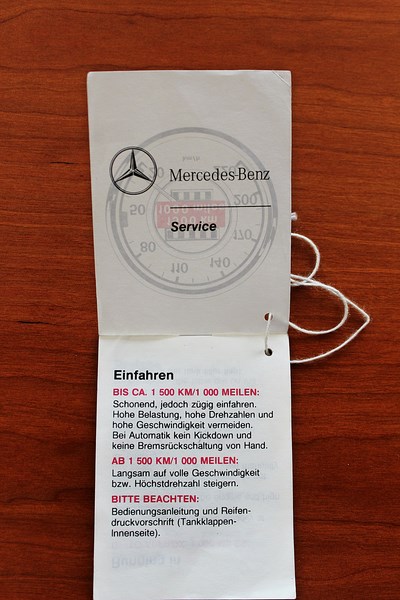 Mercedes-Benz
Service
Einfahren
BIS CA. 1 500 KM/1 000 MEILEN:
Schonend, jedoch zügig einfahren.
Hohe Belastung, hohe Drehzahlen und
hohe Geschwindigkeit vermeiden.
Bei Automatik kein Kickdown und
keine Bremsrückschaltung von Hand.
AB 1 500 KM/1 000 MEILEN:
Langsam auf volle Geschwindigkeit
bzw. Höchstdrehzahl steigern.
BITTE BEACHTEN:
Bedienungsanleitung und Reifen-
druckvorschrift (Tankklappen-
Innenseite).